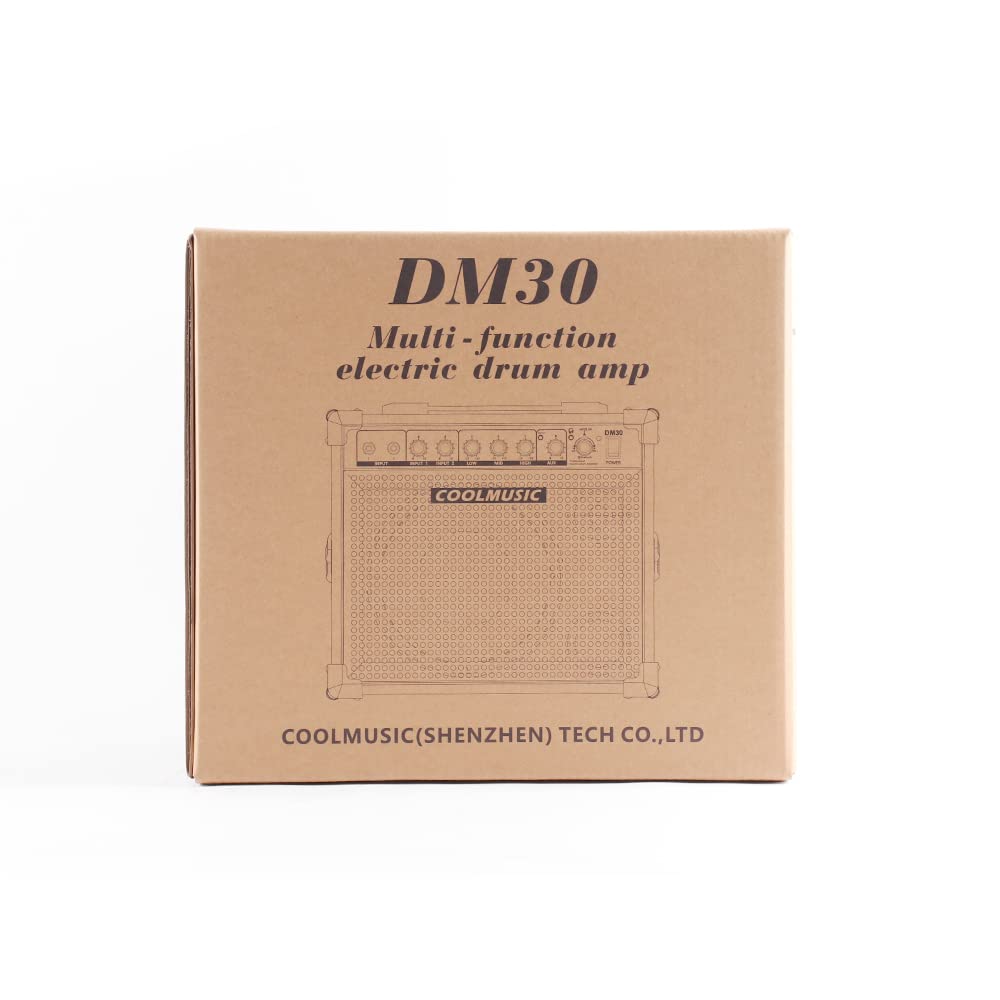 DM30
Multi-function
electric drum amp
DM30
INPUT INPUT 1 INPUT 2 LOW MID HIGH AUX POWER
COOLMUSIC
COOLMUSIC(SHENZHEN) TECH CO.,LTD